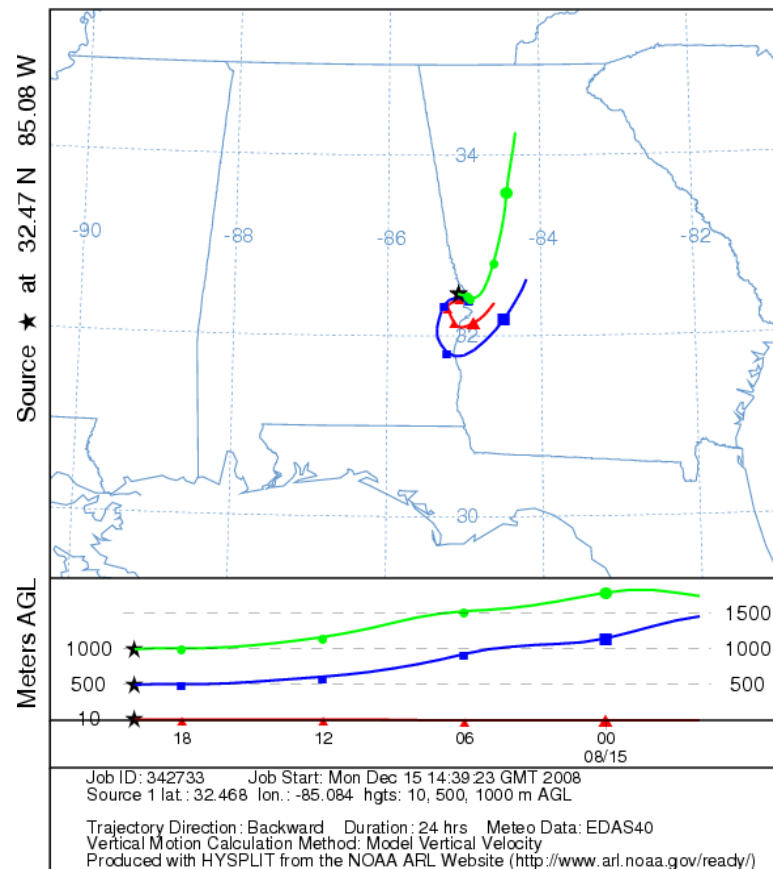 Source ★ at 32.47 N 85.08 W
34
-90
-88
-86
-84
-82
32
30
Meters AGL
1500
1000
1000
500
500
10
18
12
06
00
08/15
Job ID: 342733 Job Start: Mon Dec 15 14:39:23 GMT 2008
Source 1 lat.: 32.468 lon.: -85.084 hgts: 10, 500, 1000 m AGL
Trajectory Direction: Backward Duration: 24 hrs Meteo Data: EDAS40
Vertical Motion Calculation Method: Model Vertical Velocity
Produced with HYSPLIT from the NOAA ARL Website (http://www.arl.noaa.gov/ready/)